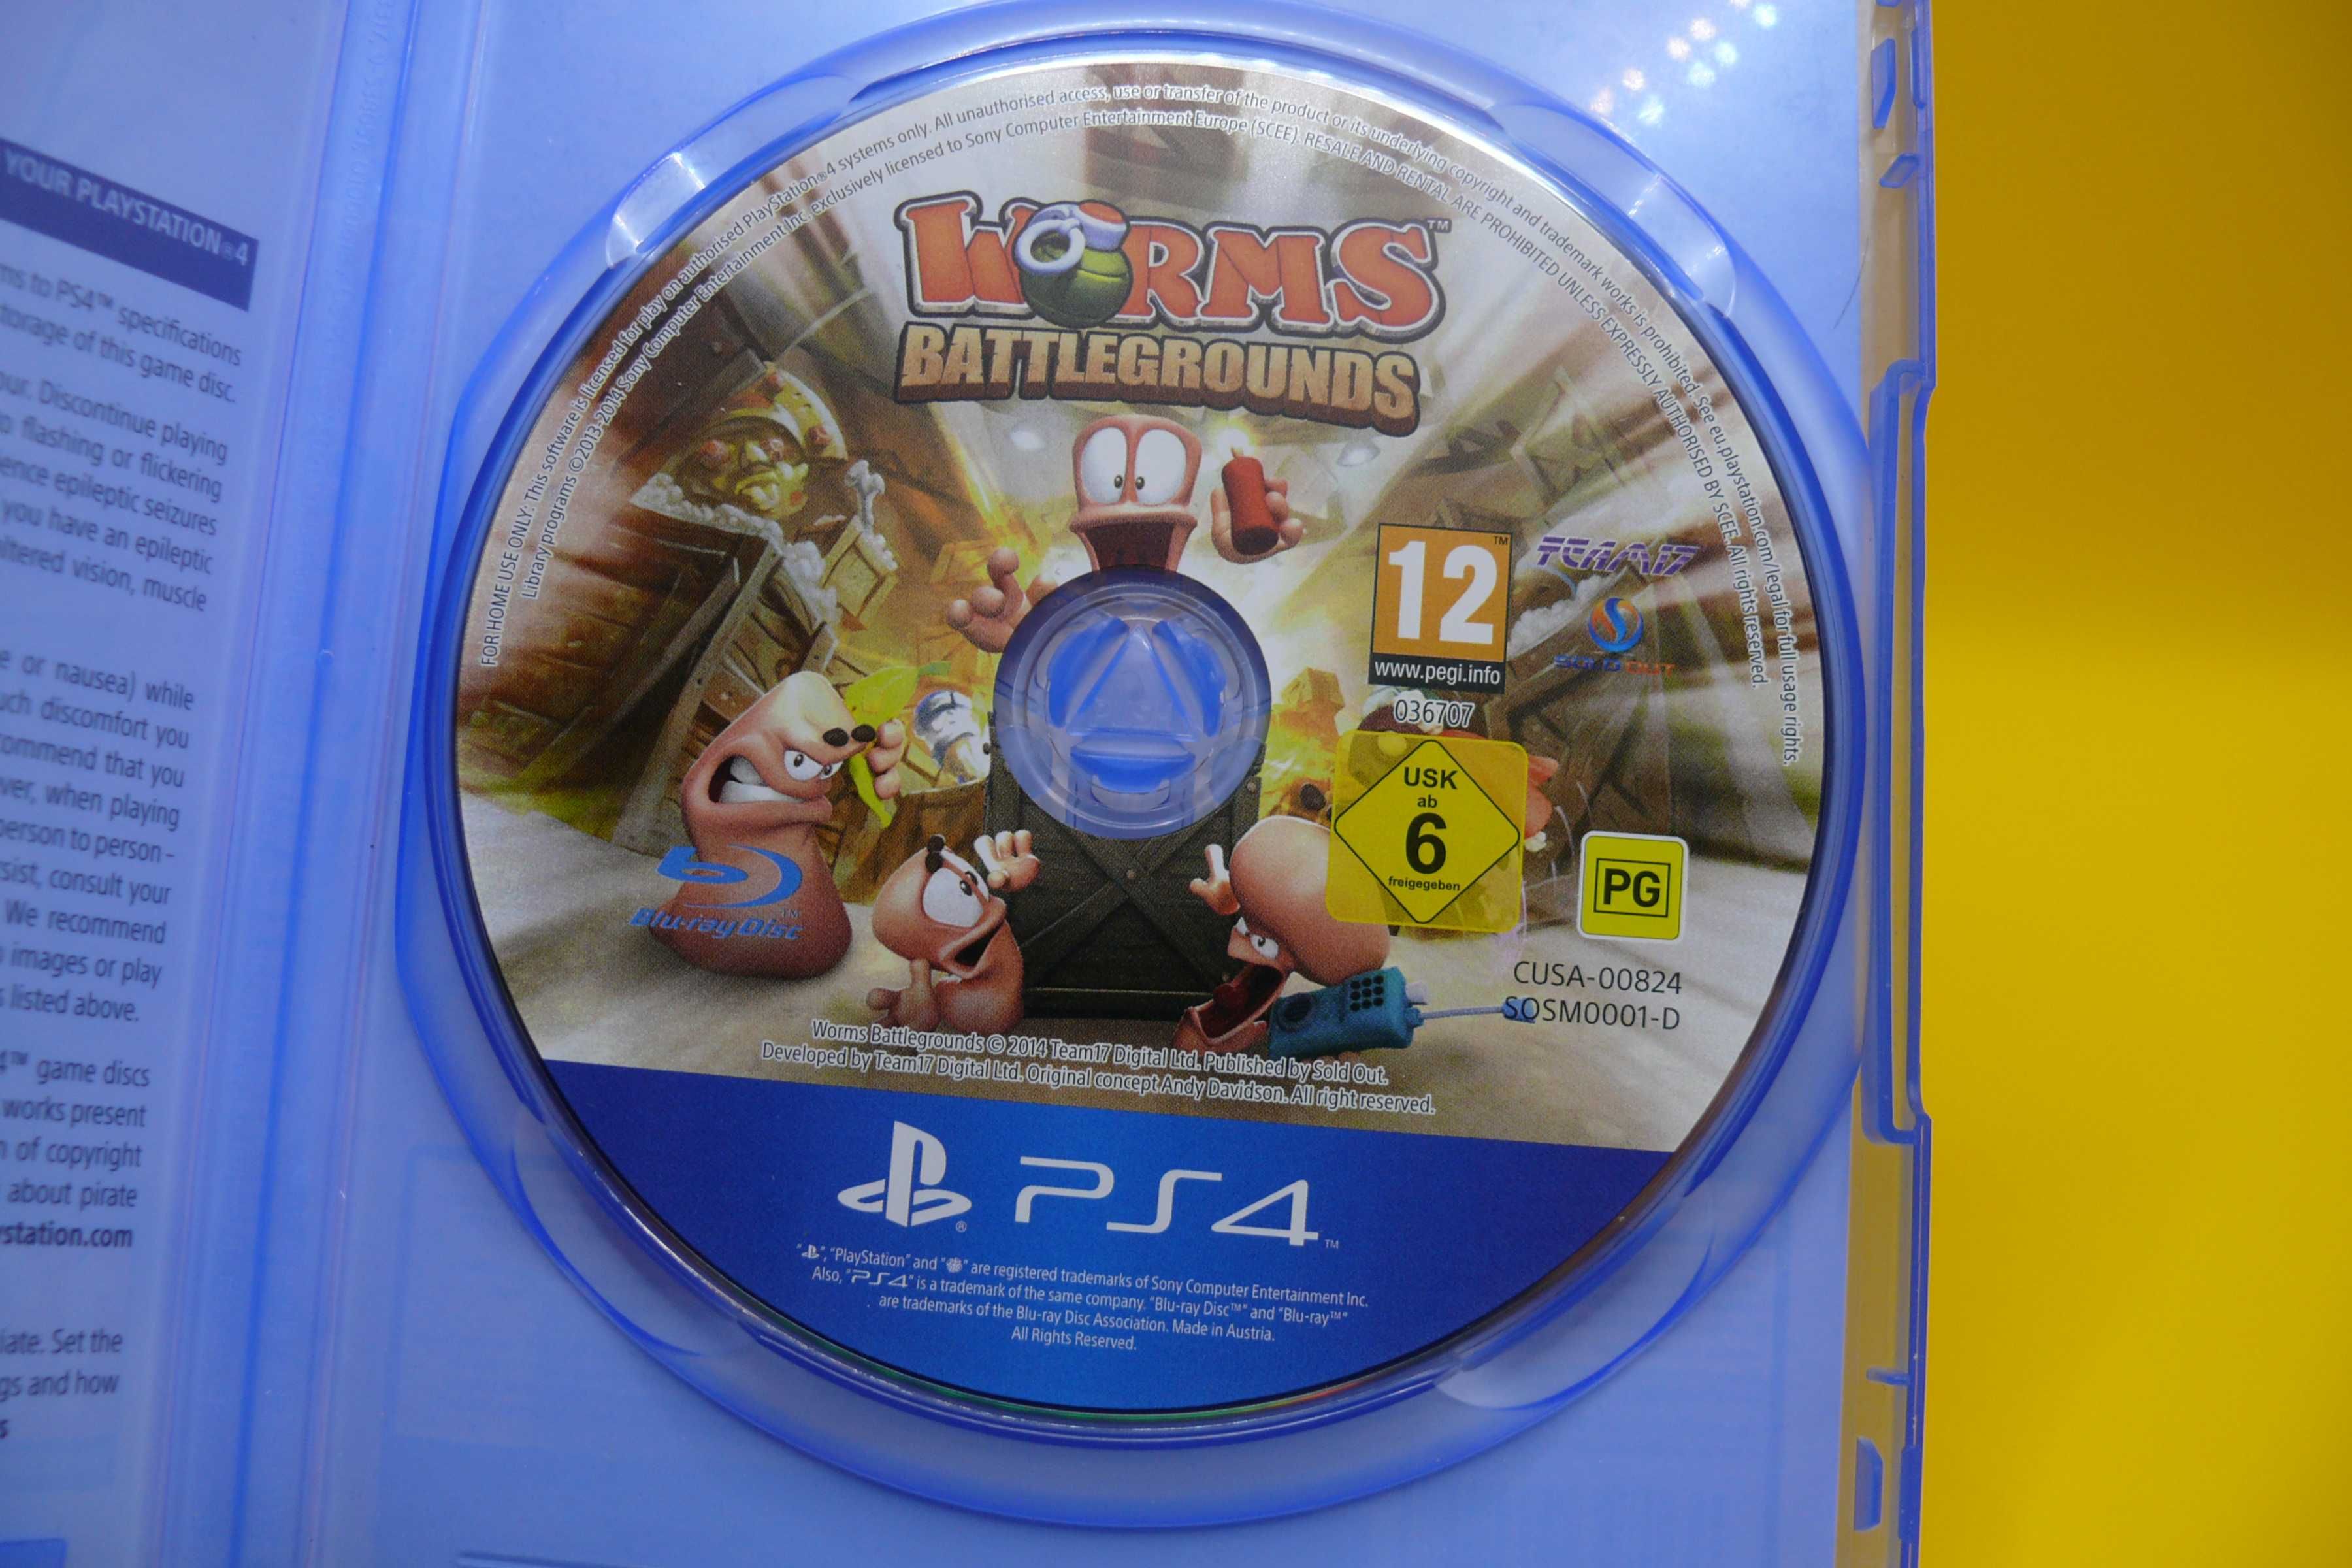 YOUR PLAYSTATION®4
ms to PS4™ specifications
torage of this game disc.
our. Discontinue playing
o flashing or flickering
ence epileptic seizures
you have an epileptic
ltered vision, muscle
e or nausea) while
uch discomfort you
commend that you
ver, when playing
person to person-
sist, consult your
We recommend
images or play
s listed above.
4™ game discs
works present
n of copyright
about pirate
ystation.com
iate. Set the
gs and how
s
FOR HOME USE ONLY: This software is licensed for play on authorised PlayStation®4 systems only. All unauthorised access, use or transfer of the product or its underlying copyright and trademark works is prohibited. See eu.playstation.com/legal for full usage rights.
Library programs ©2013-2014 Sony Computer Entertainment Inc. exclusively licensed to Sony Computer Entertainment Europe (SCEE). RESALE AND RENTAL ARE PROHIBITED UNLESS EXPRESSLY AUTHORISED BY SCEE. All rights reserved.
WORMS™
BATTLEGROUNDS
12™
www.pegi.info
036707
TEAM17
SOLD OUT
USK
ab
6
freigegeben
PG
Blu-ray Disc™
CUSA-00824
SOSM0001-D
Worms Battlegrounds © 2014 Team17 Digital Ltd. Published by Sold Out.
Developed by Team17 Digital Ltd. Original concept Andy Davidson. All right reserved.
PS4™
"", "PlayStation" and "" are registered trademarks of Sony Computer Entertainment Inc.
Also, "PS4" is a trademark of the same company. "Blu-ray Disc™" and "Blu-ray™"
are trademarks of the Blu-ray Disc Association. Made in Austria.
All Rights Reserved.